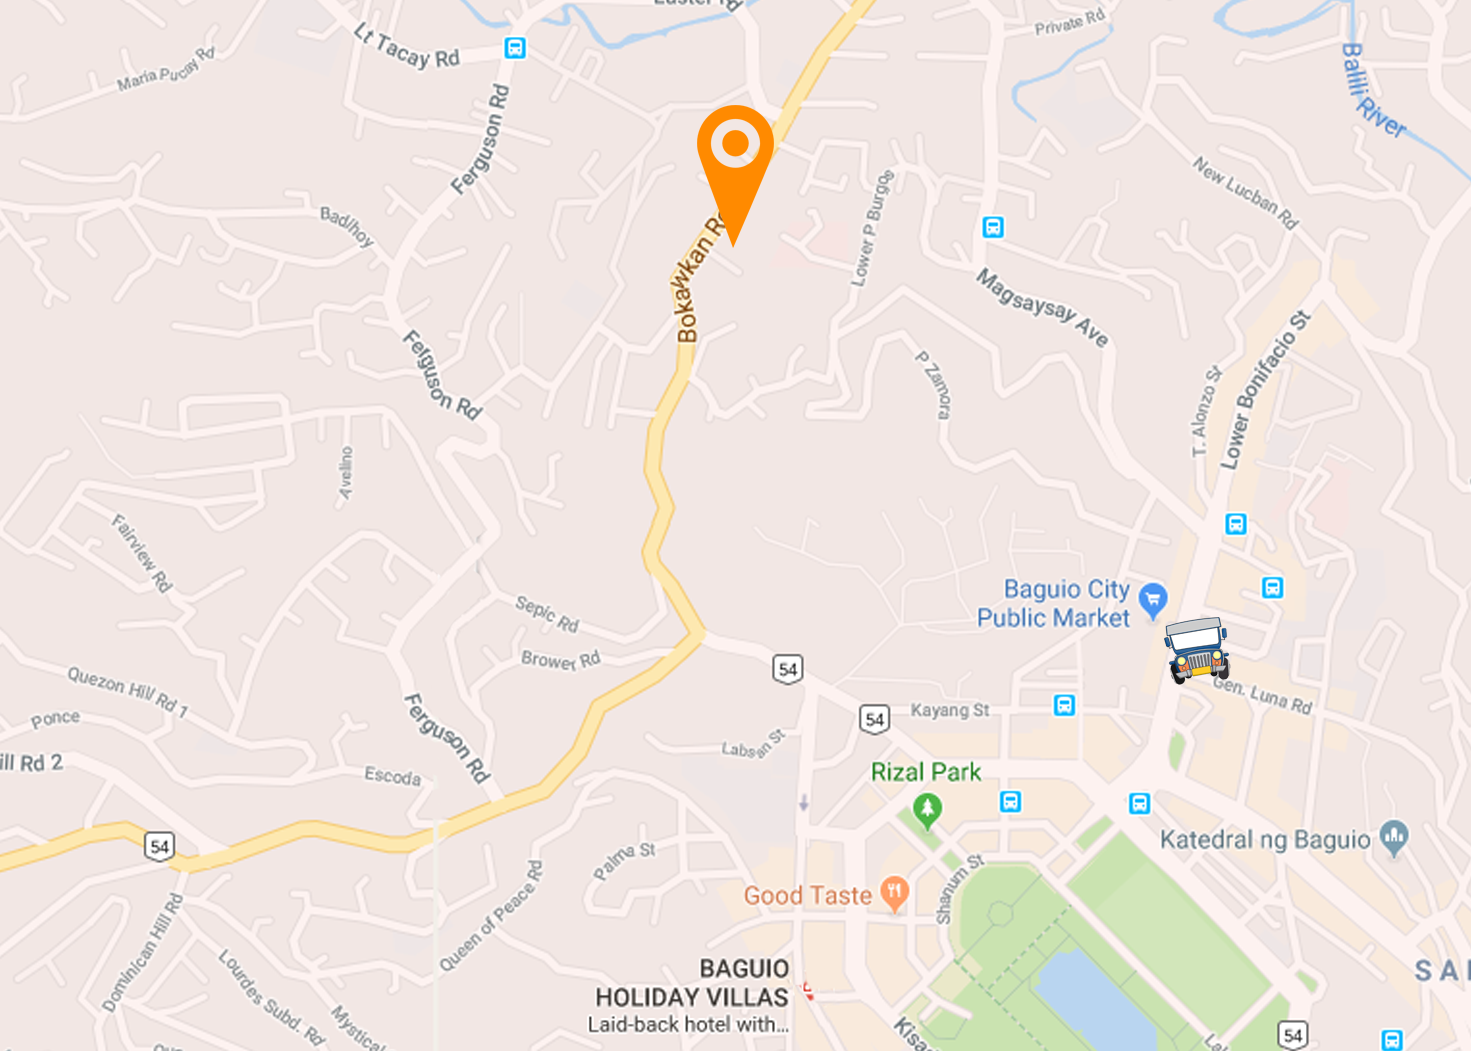 Easter Rd
Private Rd
Lt Tacay Rd
Maria Pucay Rd
Balili River
Ferguson Rd
New Lucban Rd
Lower P Burgos
Bad/hoy
Bokawkan Rd
Magsaysay Ave
Ferguson Rd
P Zamora
T. Alonzo St
Lower Bonifacio St
Avelino
Fairview Rd
Baguio City
Public Market
Sepic Rd
Brower Rd
54
Quezon Hill Rd 1
Ponce
Gen. Luna Rd
Kayang St
54
Ferguson Rd
Labsan St
ill Rd 2
Escoda
Rizal Park
54
Katedral ng Baguio
Palma St
Shanum St
Good Taste
Queen of Peace Rd
Dominican Hill Rd
BAGUIO
HOLIDAY VILLAS
Laid-back hotel with...
Lourdes Subd. Rd
Mystical
Kisa
54
SA